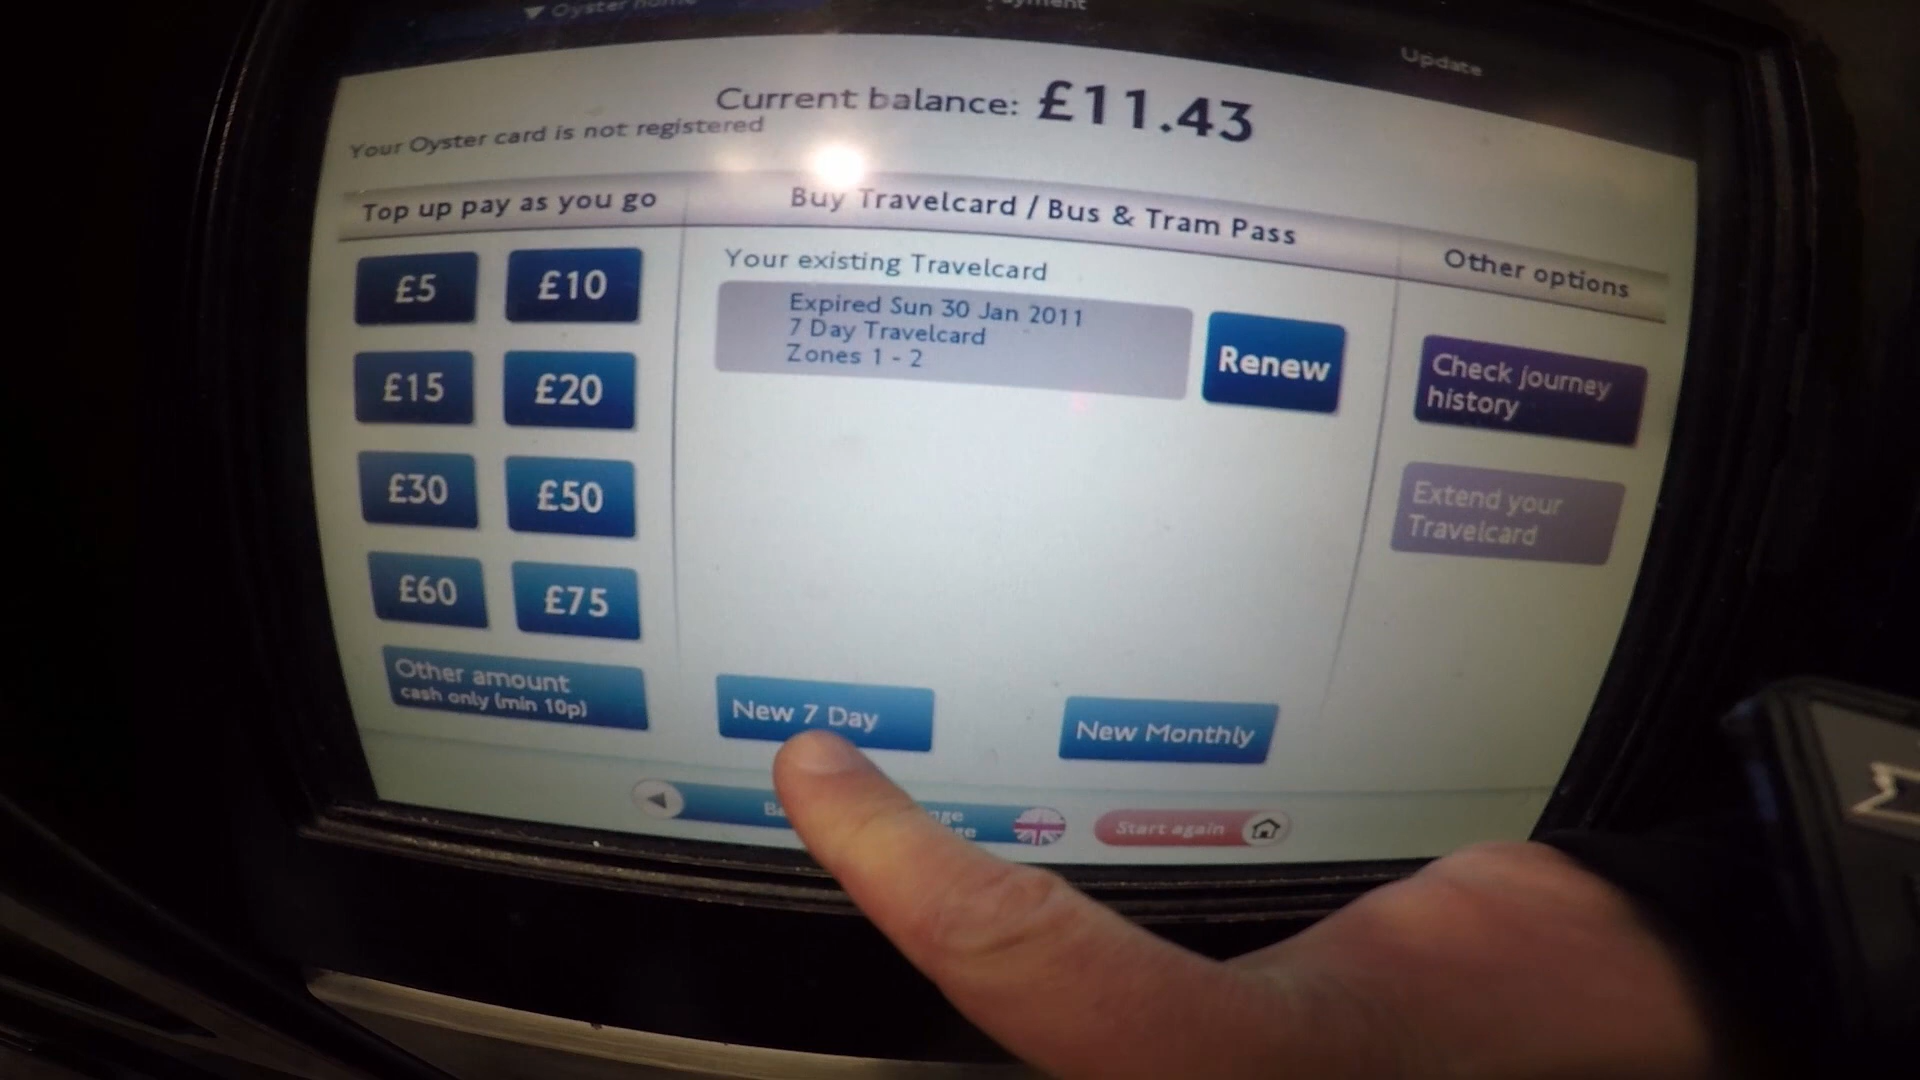 Oyster home
Update
Current balance: £11.43
Your Oyster card is not registered
Top up pay as you go
£5
£10
£15
£20
£30
£50
£60
£75
Other amount
cash only (min 10p)
Buy Travelcard / Bus & Tram Pass
Your existing Travelcard
Expired Sun 30 Jan 2011
7 Day Travelcard
Zones 1 - 2
Renew
New 7 Day
New Monthly
Other options
Check journey
history
Extend your
Travelcard
Start again